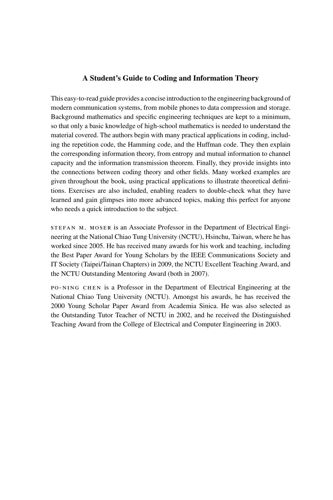 A Student's Guide to Coding and Information Theory
This easy-to-read guide provides a concise introduction to the engineering background of
modern communication systems, from mobile phones to data compression and storage.
Background mathematics and specific engineering techniques are kept to a minimum,
so that only a basic knowledge of high-school mathematics is needed to understand the
material covered. The authors begin with many practical applications in coding, includ-
ing the repetition code, the Hamming code, and the Huffman code. They then explain
the corresponding information theory, from entropy and mutual information to channel
capacity and the information transmission theorem. Finally, they provide insights into
the connections between coding theory and other fields. Many worked examples are
given throughout the book, using practical applications to illustrate theoretical defini-
tions. Exercises are also included, enabling readers to double-check what they have
learned and gain glimpses into more advanced topics, making this perfect for anyone
who needs a quick introduction to the subject.
STEFAN M. MOSER is an Associate Professor in the Department of Electrical Engi-
neering at the National Chiao Tung University (NCTU), Hsinchu, Taiwan, where he has
worked since 2005. He has received many awards for his work and teaching, including
the Best Paper Award for Young Scholars by the IEEE Communications Society and
IT Society (Taipei/Tainan Chapters) in 2009, the NCTU Excellent Teaching Award, and
the NCTU Outstanding Mentoring Award (both in 2007).
PO-NING CHEN is a Professor in the Department of Electrical Engineering at the
National Chiao Tung University (NCTU). Amongst his awards, he has received the
2000 Young Scholar Paper Award from Academia Sinica. He was also selected as
the Outstanding Tutor Teacher of NCTU in 2002, and he received the Distinguished
Teaching Award from the College of Electrical and Computer Engineering in 2003.